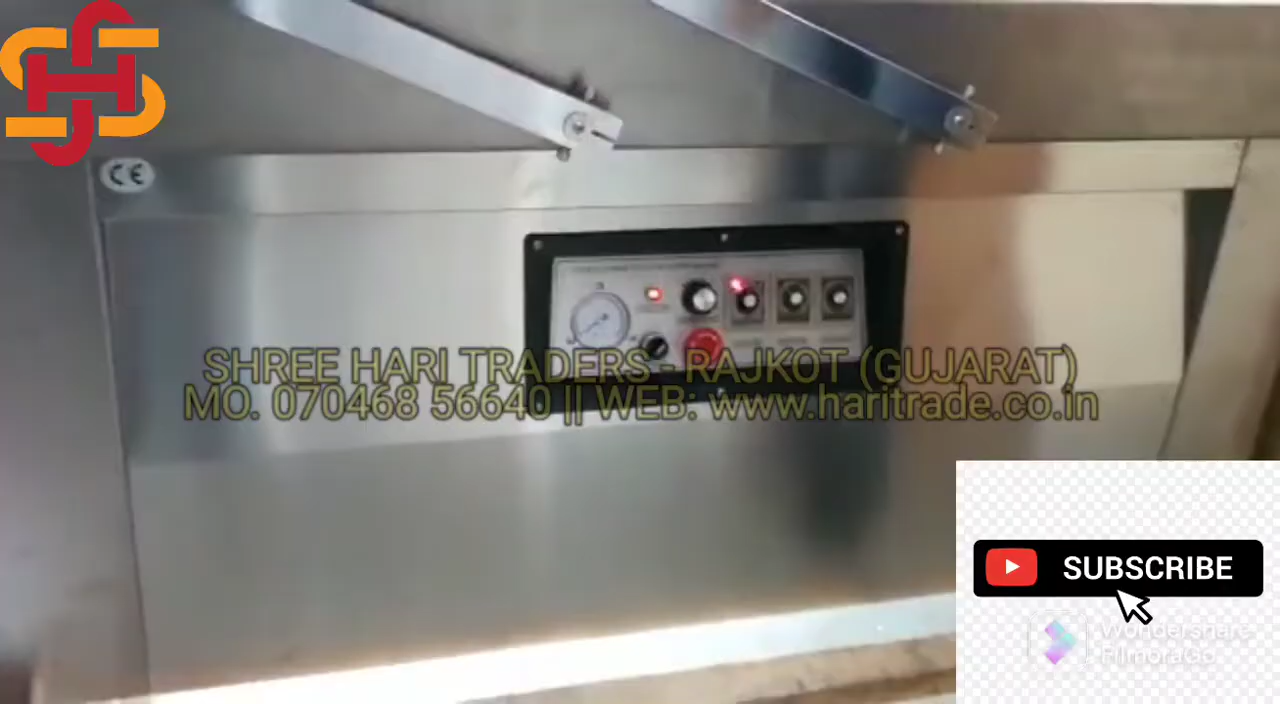 CE
SHREE HARI TRADERS - RAJKOT (GUJARAT)
MO. 070468 56640 || WEB: www.haritrade.co.in
SUBSCRIBE
Wondershare
FilmoraGo